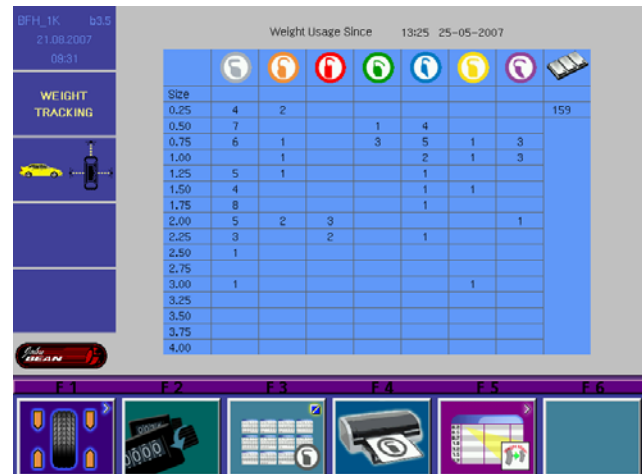 BFH_1K b3.5
21.08.2007
09:31
Weight Usage Since 13:25 25-05-2007
WEIGHT
TRACKING
Size
0.25 4 2 159
0.50 7 1 4
0.75 6 1 3 5 1 3
1.00 1 2 1 3
1.25 5 1 1
1.50 4 1 1
1.75 8 1
2.00 5 2 3 1
2.25 3 2 1
2.50 1
2.75
3.00 1 1
3.25
3.50
3.75
4.00
John
BEAN
F 1 F 2 F 3 F 4 F 5 F 6
0000